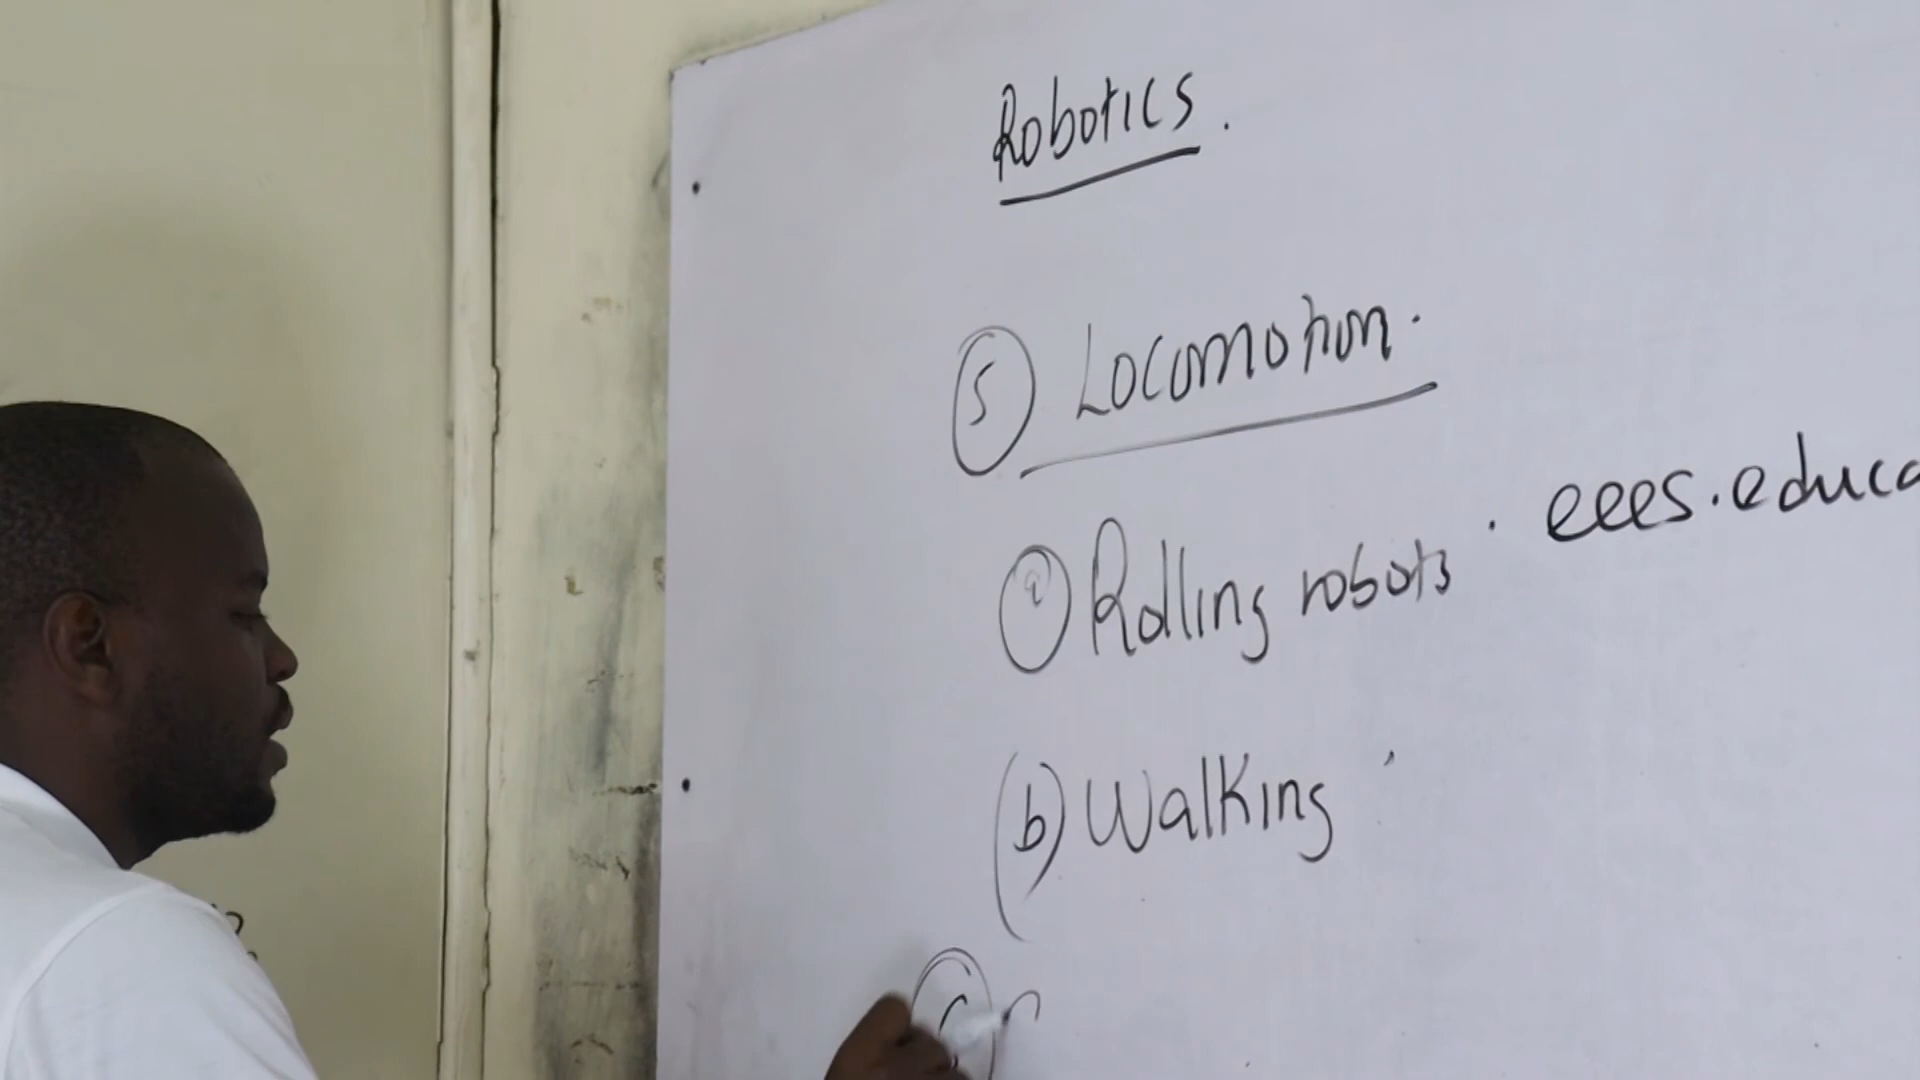 Robotics.
5 Locomotion.
a Rolling robots. eees.educa
(b) Walking
c